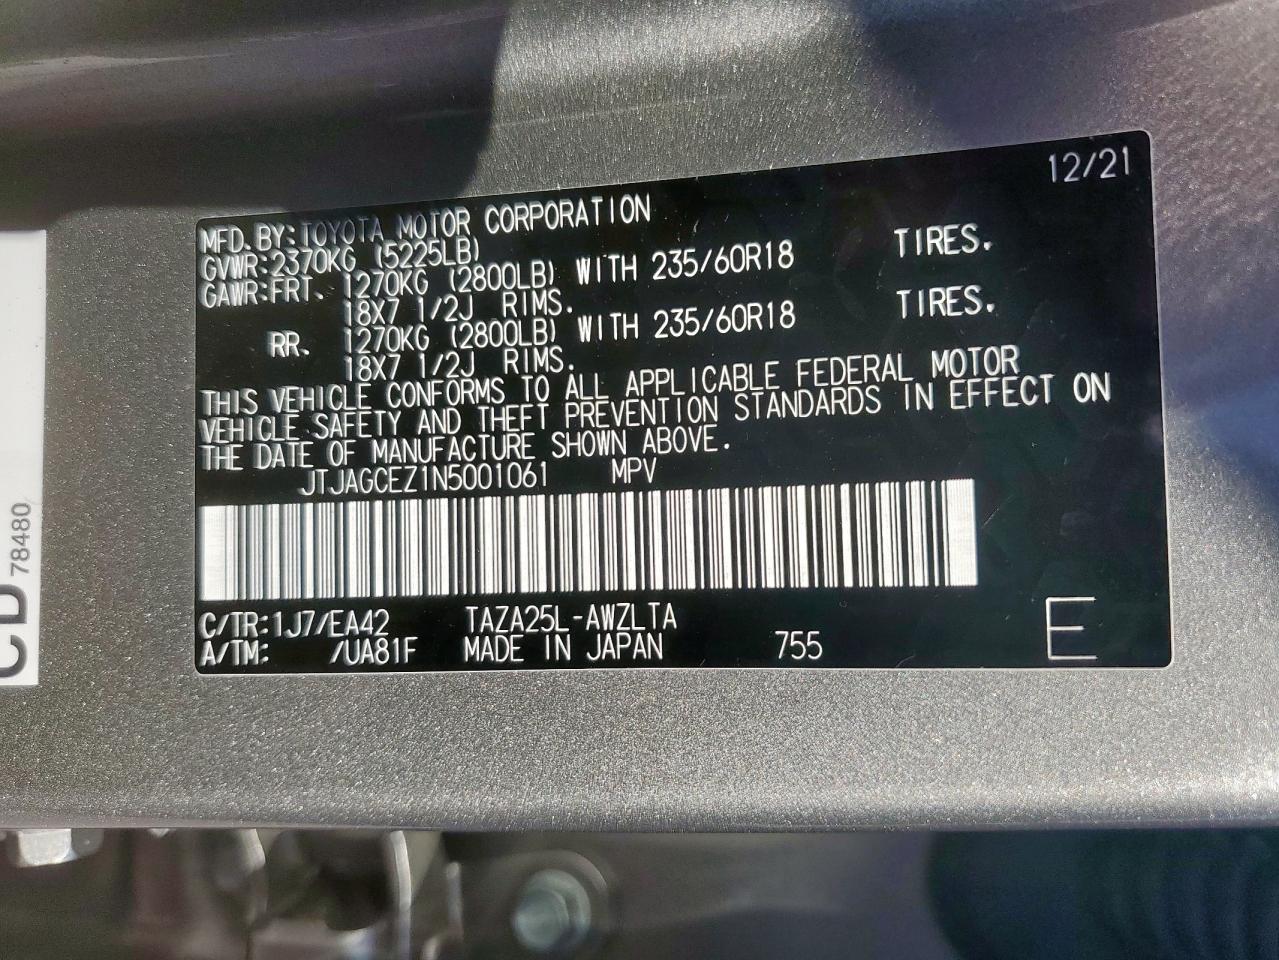 12/21
MFD.BY:TOYOTA MOTOR CORPORATION
GVWR:2370KG (5225LB)
GAWR:FRT. 1270KG (2800LB) WITH 235/60R18 TIRES.
18X7 1/2J RIMS.
RR. 1270KG (2800LB) WITH 235/60R18 TIRES.
18X7 1/2J RIMS.
THIS VEHICLE CONFORMS TO ALL APPLICABLE FEDERAL MOTOR
VEHICLE SAFETY AND THEFT PREVENTION STANDARDS IN EFFECT ON
THE DATE OF MANUFACTURE SHOWN ABOVE.
JTJAGCEZ1N5001061 MPV
C/TR:1J7/EA42 TAZA25L-AWZLTA
A/TM: /UA81F MADE IN JAPAN 755 E
78480